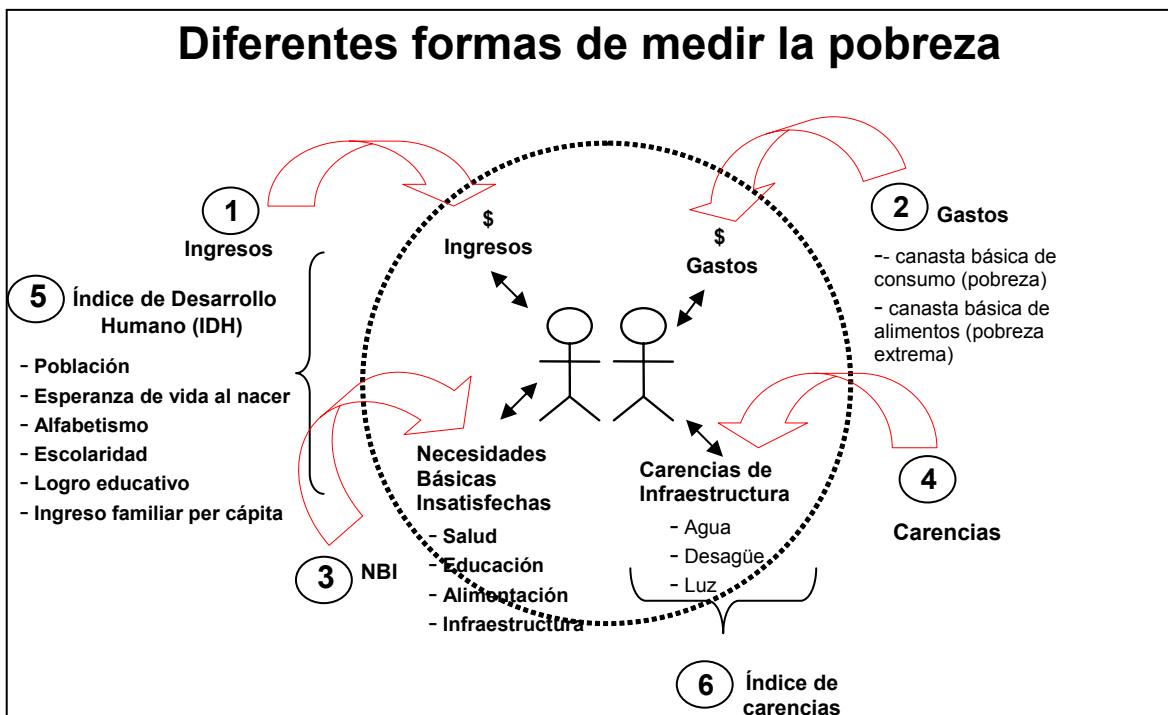 Diferentes formas de medir la pobreza
1
Ingresos
$
Ingresos
$
Gastos
2
Gastos
-- canasta básica de
consumo (pobreza)
- canasta básica de
alimentos (pobreza
extrema)
5
Índice de Desarrollo
Humano (IDH)
- Población
- Esperanza de vida al nacer
- Alfabetismo
- Escolaridad
- Logro educativo
- Ingreso familiar per cápita
3
NBI
Necesidades
Básicas
Insatisfechas
- Salud
- Educación
- Alimentación
- Infraestructura
Carencias de
Infraestructura
- Agua
- Desagüe
- Luz
4
Carencias
6
Índice de
carencias